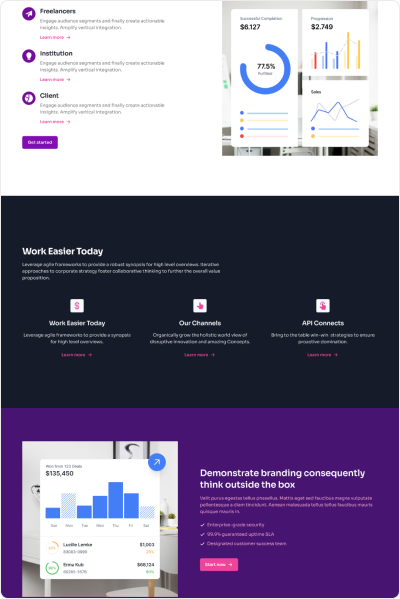 Freelancers
Engage audience segments and finally create actionable
insights. Amplify vertical integration.
Learn more →
Institution
Engage audience segments and finally create actionable
insights. Amplify vertical integration.
Learn more →
Client
Engage audience segments and finally create actionable
insights. Amplify vertical integration.
Learn more →
Get started
Successful Completion
$6.127
77.5%
Fulfilled
Progression
$2.749
Sales
Work Easier Today
Leverage agile frameworks to provide a robust synopsis for high level overviews. Iterative
approaches to corporate strategy foster collaborative thinking to further the overall value
proposition.
$
Work Easier Today
Leverage agile frameworks to provide a synopsis
for high level overviews.
Learn more →
Our Channels
Organically grow the holistic world view of
disruptive innovation and amazing Concepts.
Learn more →
API Connects
Bring to the table win-win strategies to ensure
proactive domination.
Learn more →
Won from 123 Deals
$135,450
Sun Mon Tue Wed Thu Fri Sat
Lucille Lemke
$1,903
Erna Kub
$68,124
Demonstrate branding consequently
think outside the box
Velit purus egestas tellus phasellus. Mattis eget sed faucibus magna vulputate
pellentesque a diam tincidunt. Aenean malesuada tellus tellus faucibus mauris
quisque mauris in.
Enterprise-grade security
99.9% guaranteed uptime SLA
Designated customer success team
Start now →